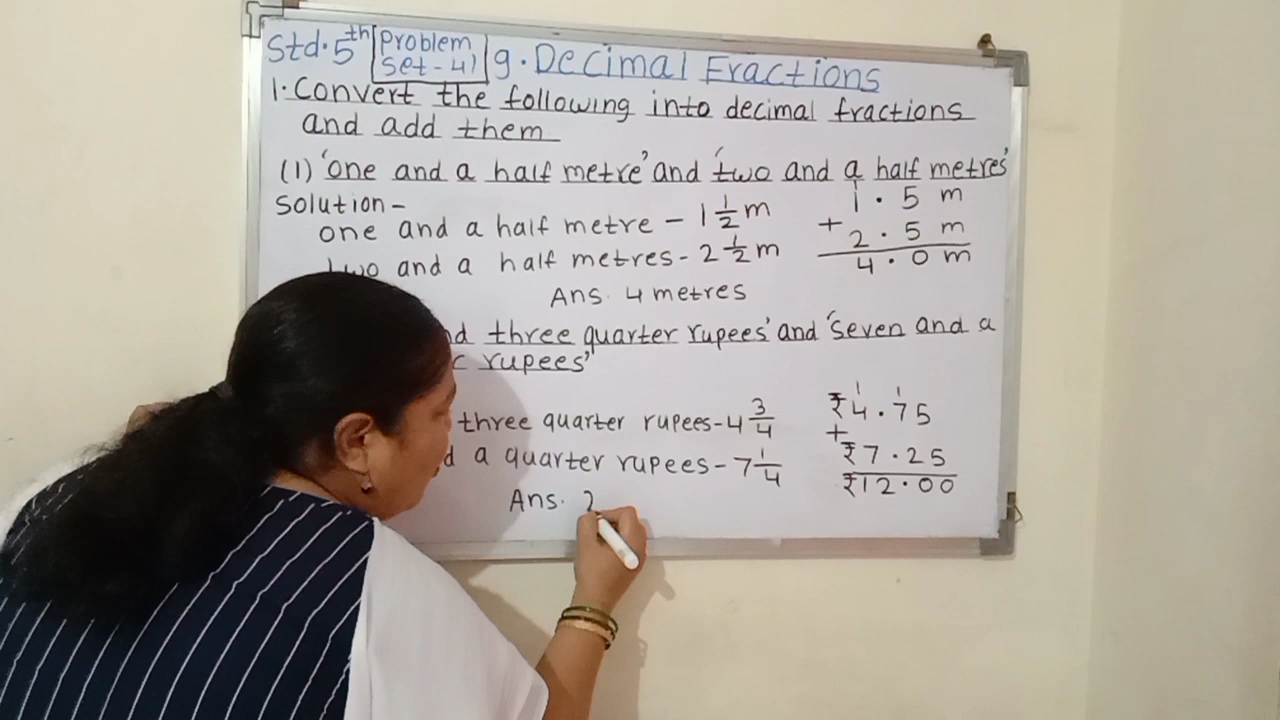 Std. 5th Problem Set-41 9. Decimal Fractions
1. Convert the following into decimal fractions
and add them
(1) 'one and a half metre' and 'two and a half metres'
Solution-
one and a half metre - 1 1/2 m
two and a half metres- 2 1/2 m
1
1.5 m
+ 2.5 m
4.0 m
Ans. 4 metres
three quarter rupees' and 'seven and a
rupees'
three quarter rupees-4 3/4
a quarter rupees- 7 1/4
1 1
₹4.75
+
₹7.25
₹12.00
Ans.